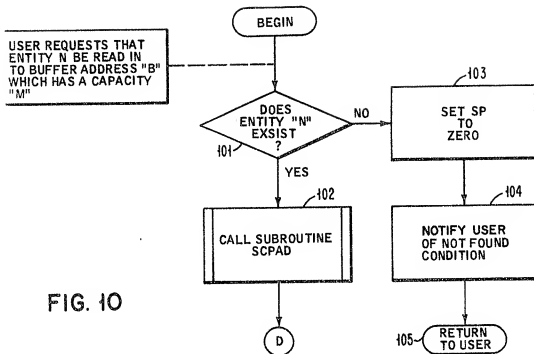 BEGIN
USER REQUESTS THAT
ENTITY N BE READ IN
TO BUFFER ADDRESS "B"
WHICH HAS A CAPACITY
"M"
DOES
ENTITY "N"
EXSIST
?
101
NO
YES
103
SET SP
TO
ZERO
102
CALL SUBROUTINE
SCPAD
104
NOTIFY USER
OF NOT FOUND
CONDITION
FIG. 10
D
105
RETURN
TO USER